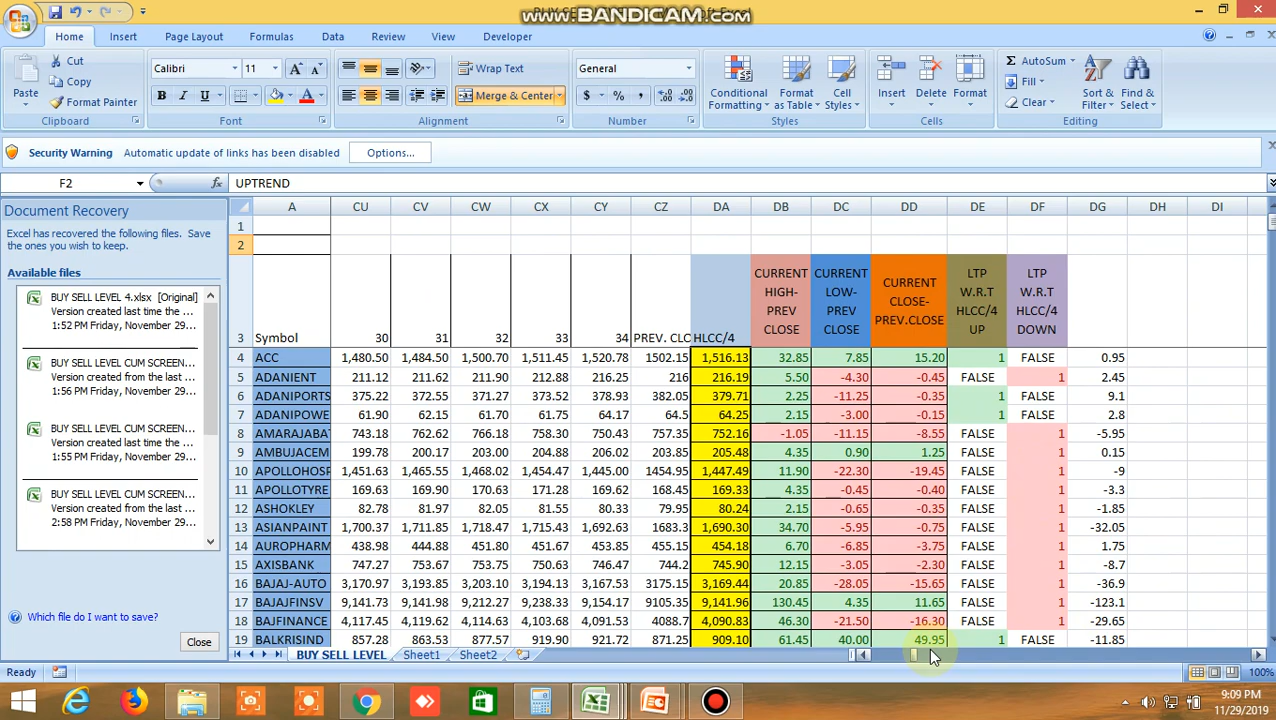 www.BANDICAM.com
Home Insert Page Layout Formulas Data Review View Developer
Paste
Cut
Copy
Format Painter
Clipboard
Calibri 11
B I U
Font
Wrap Text
Merge & Center
Alignment
General
$ % ,
Number
Conditional Formatting
Format as Table
Cell Styles
Styles
Insert Delete Format
Cells
AutoSum
Fill
Clear
Sort & Filter
Find & Select
Editing
Security Warning Automatic update of links has been disabled Options...
F2 fx UPTREND
Document Recovery
Excel has recovered the following files. Save
the ones you wish to keep.
Available files
BUY SELL LEVEL 4.xlsx [Original]
Version created last time the ...
1:52 PM Friday, November 29...
BUY SELL LEVEL CUM SCREEN...
Version created from the last ...
1:56 PM Friday, November 29...
BUY SELL LEVEL CUM SCREEN...
Version created from the last ...
1:55 PM Friday, November 29...
BUY SELL LEVEL CUM SCREEN...
Version created from the last ...
2:58 PM Friday, November 29...
Which file do I want to save?
Close
A CU CV CW CX CY CZ DA DB DC DD DE DF DG DH DI
1
2
3 Symbol 30 31 32 33 34 PREV. CLO HLCC/4
CURRENT HIGH- PREV CLOSE
CURRENT LOW- PREV CLOSE
CURRENT CLOSE- PREV.CLOSE
LTP W.R.T HLCC/4 UP
LTP W.R.T HLCC/4 DOWN
4 ACC 1,480.50 1,484.50 1,500.70 1,511.45 1,520.78 1502.15 1,516.13 32.85 7.85 15.20 1 FALSE 0.95
5 ADANIENT 211.12 211.62 211.90 212.88 216.25 216 216.19 5.50 -4.30 -0.45 FALSE 1 2.45
6 ADANIPORTS 375.22 372.55 371.27 373.52 378.93 382.05 379.71 2.25 -11.25 -0.35 1 FALSE 9.1
7 ADANIPOWE 61.90 62.15 61.70 61.75 64.17 64.5 64.25 2.15 -3.00 -0.15 1 FALSE 2.8
8 AMARAJABA 743.18 762.62 766.18 758.30 750.43 757.35 752.16 -1.05 -11.15 -8.55 FALSE 1 -5.95
9 AMBUJACEM 199.78 200.17 203.00 204.88 206.02 203.85 205.48 4.35 0.90 1.25 FALSE 1 0.15
10 APOLLOHOSP 1,451.63 1,465.55 1,468.02 1,454.47 1,445.00 1454.95 1,447.49 11.90 -22.30 -19.45 FALSE 1 -9
11 APOLLOTYRE 169.63 169.90 170.63 171.28 171.68 168.45 169.33 4.35 -0.45 -0.40 FALSE 1 -3.3
12 ASHOKLEY 82.78 81.97 82.05 81.55 80.33 79.95 80.24 2.15 -0.65 -0.35 FALSE 1 -1.85
13 ASIANPAINT 1,700.37 1,711.85 1,718.47 1,715.43 1,692.68 1683.3 1,690.30 34.70 -5.95 -0.75 FALSE 1 -32.05
14 AUROPHARM 438.98 444.88 451.80 451.67 453.85 455.15 454.18 6.70 -6.85 -3.75 FALSE 1 1.75
15 AXISBANK 747.27 753.67 753.75 750.70 746.47 744.2 745.90 12.15 -3.05 -2.30 FALSE 1 -8.7
16 BAJAJ-AUTO 3,170.97 3,193.85 3,203.10 3,194.13 3,167.53 3175.15 3,169.44 20.85 -28.05 -15.65 FALSE 1 -36.9
17 BAJAJFINSV 9,141.73 9,141.98 9,212.27 9,238.33 9,154.17 9105.35 9,141.96 130.45 4.35 11.65 FALSE 1 -123.1
18 BAJFINANCE 4,117.45 4,119.62 4,164.13 4,158.00 4,091.53 4088.7 4,090.83 46.30 -21.50 -16.30 FALSE 1 -29.65
19 BALKRISIND 857.28 863.53 877.57 919.90 921.72 871.25 909.10 61.45 40.00 49.95 1 FALSE -11.85
BUY SELL LEVEL Sheet1 Sheet2
Ready 100%
9:09 PM
11/29/2019